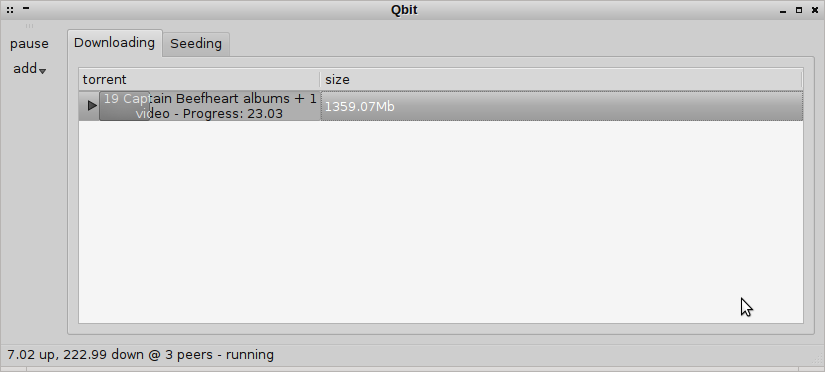 Qbit
pause
add
Downloading
Seeding
torrent
size
19 Captain Beefheart albums + 1
video - Progress: 23.03
1359.07Mb
7.02 up, 222.99 down @ 3 peers - running